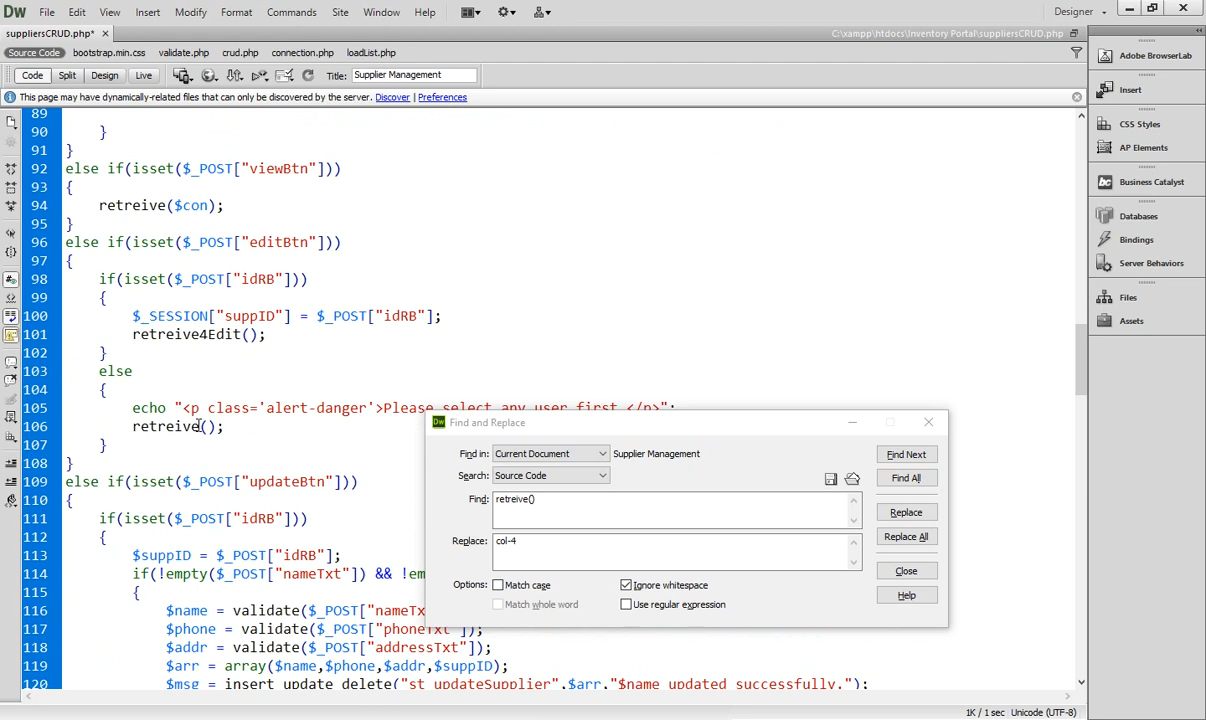 Dw File Edit View Insert Modify Format Commands Site Window Help Designer
suppliersCRUD.php* × C:\xampp\htdocs\Inventory Portal\suppliersCRUD.php
Source Code bootstrap.min.css validate.php crud.php connection.php loadList.php
Code Split Design Live Title: Supplier Management
This page may have dynamically-related files that can only be discovered by the server. Discover | Preferences
89
90 }
91 }
92 else if(isset($_POST["viewBtn"]))
93 {
94 retreive($con);
95 }
96 else if(isset($_POST["editBtn"]))
97 {
98 if(isset($_POST["idRB"]))
99 {
100 $_SESSION["suppID"] = $_POST["idRB"];
101 retreive4Edit();
102 }
103 else
104 {
105 echo "<p class='alert-danger'>Please select any user first.</p>";
106 retreive();
107 }
108 }
109 else if(isset($_POST["updateBtn"]))
110 {
111 if(isset($_POST["idRB"]))
112 {
113 $suppID = $_POST["idRB"];
114 if(!empty($_POST["nameTxt"]) && !em
115 {
116 $name = validate($_POST["nameTx
117 $phone = validate($_POST["phoneTxt"]);
118 $addr = validate($_POST["addressTxt"]);
119 $arr = array($name,$phone,$addr,$suppID);
120 $msg = insert_update_delete("st_updateSupplier",$arr,"$name updated successfully.");
Dw Find and Replace
Find in: Current Document Supplier Management Find Next
Search: Source Code Find All
Find: retreive()
Replace
Replace: col-4 Replace All
Close
Options: Match case Ignore whitespace
Match whole word Use regular expression Help
Adobe BrowserLab
Insert
CSS Styles
AP Elements
bc Business Catalyst
Databases
Bindings
Server Behaviors
Files
Assets
1K / 1 sec Unicode (UTF-8)